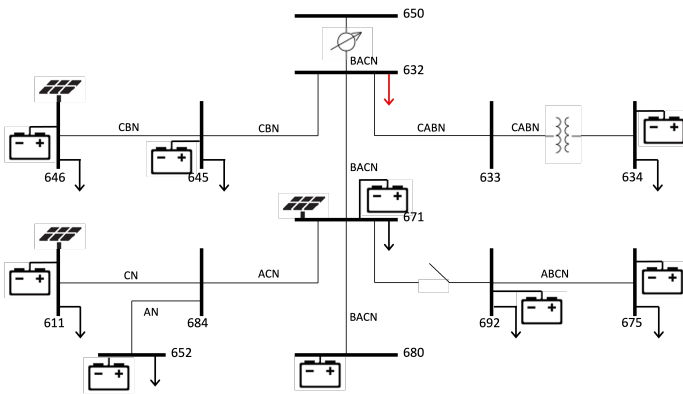 650
BACN
632
CBN
CBN
CABN
CABN
646
645
633
634
BACN
671
CN
ACN
ABCN
611
AN
684
BACN
692
675
652
680